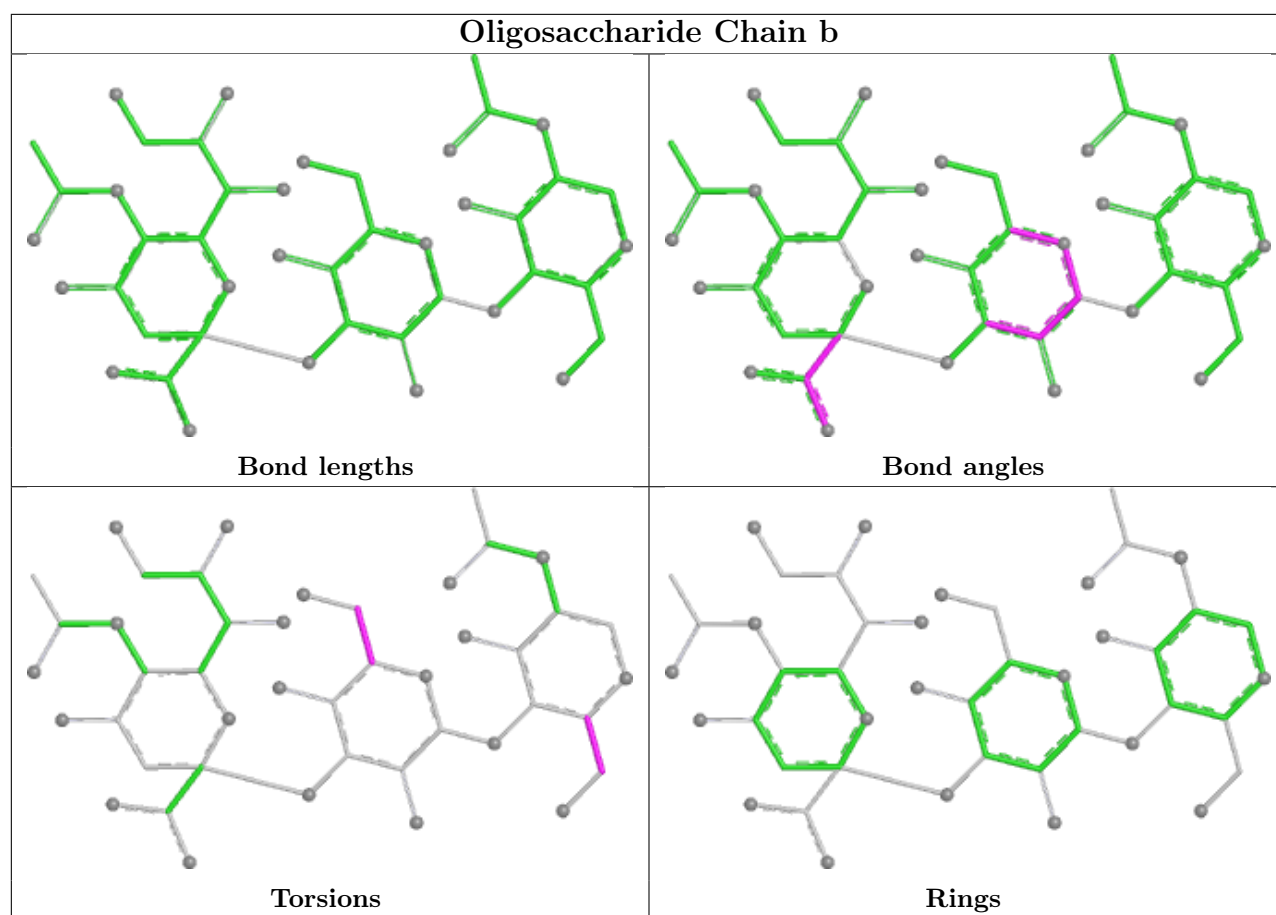 Oligosaccharide Chain b
Bond lengths
Bond angles
Torsions
Rings